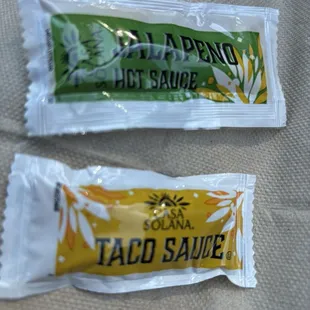 JALAPENO
HOT SAUCE
CASA
SOLANA.
TACO SAUCE